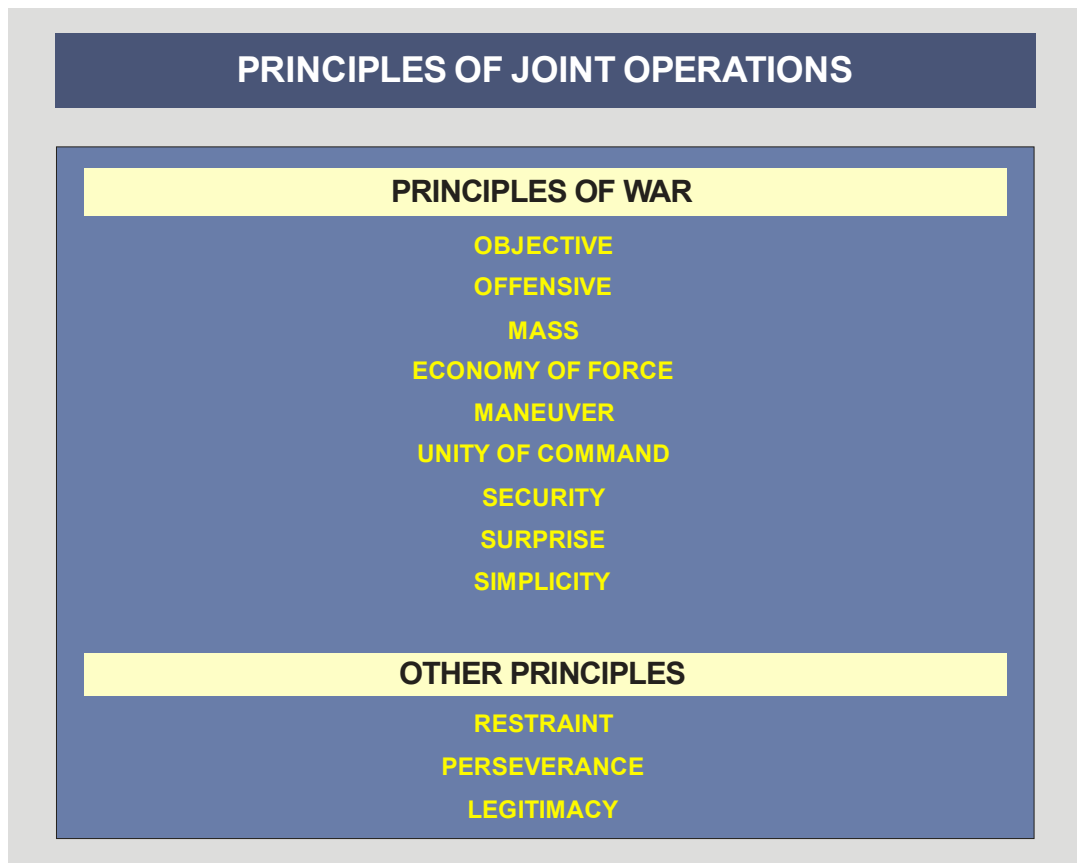 PRINCIPLES OF JOINT OPERATIONS
PRINCIPLES OF WAR
OBJECTIVE
OFFENSIVE
MASS
ECONOMY OF FORCE
MANEUVER
UNITY OF COMMAND
SECURITY
SURPRISE
SIMPLICITY
OTHER PRINCIPLES
RESTRAINT
PERSEVERANCE
LEGITIMACY